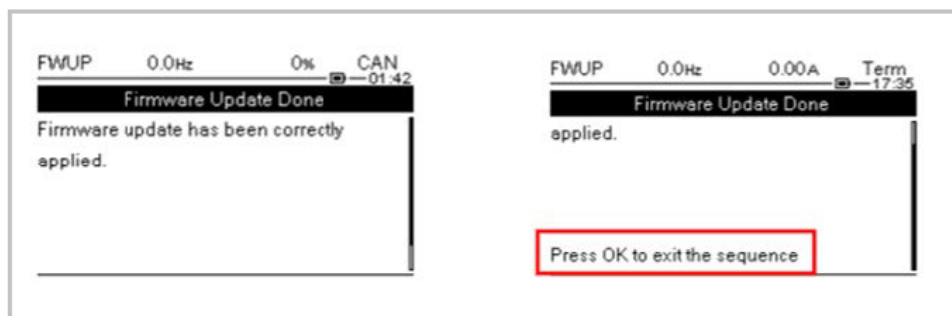 FWUP 0.0Hz 0% CAN
01:42
Firmware Update Done
Firmware update has been correctly
applied.
FWUP 0.0Hz 0.00A Term
17:35
Firmware Update Done
applied.
Press OK to exit the sequence